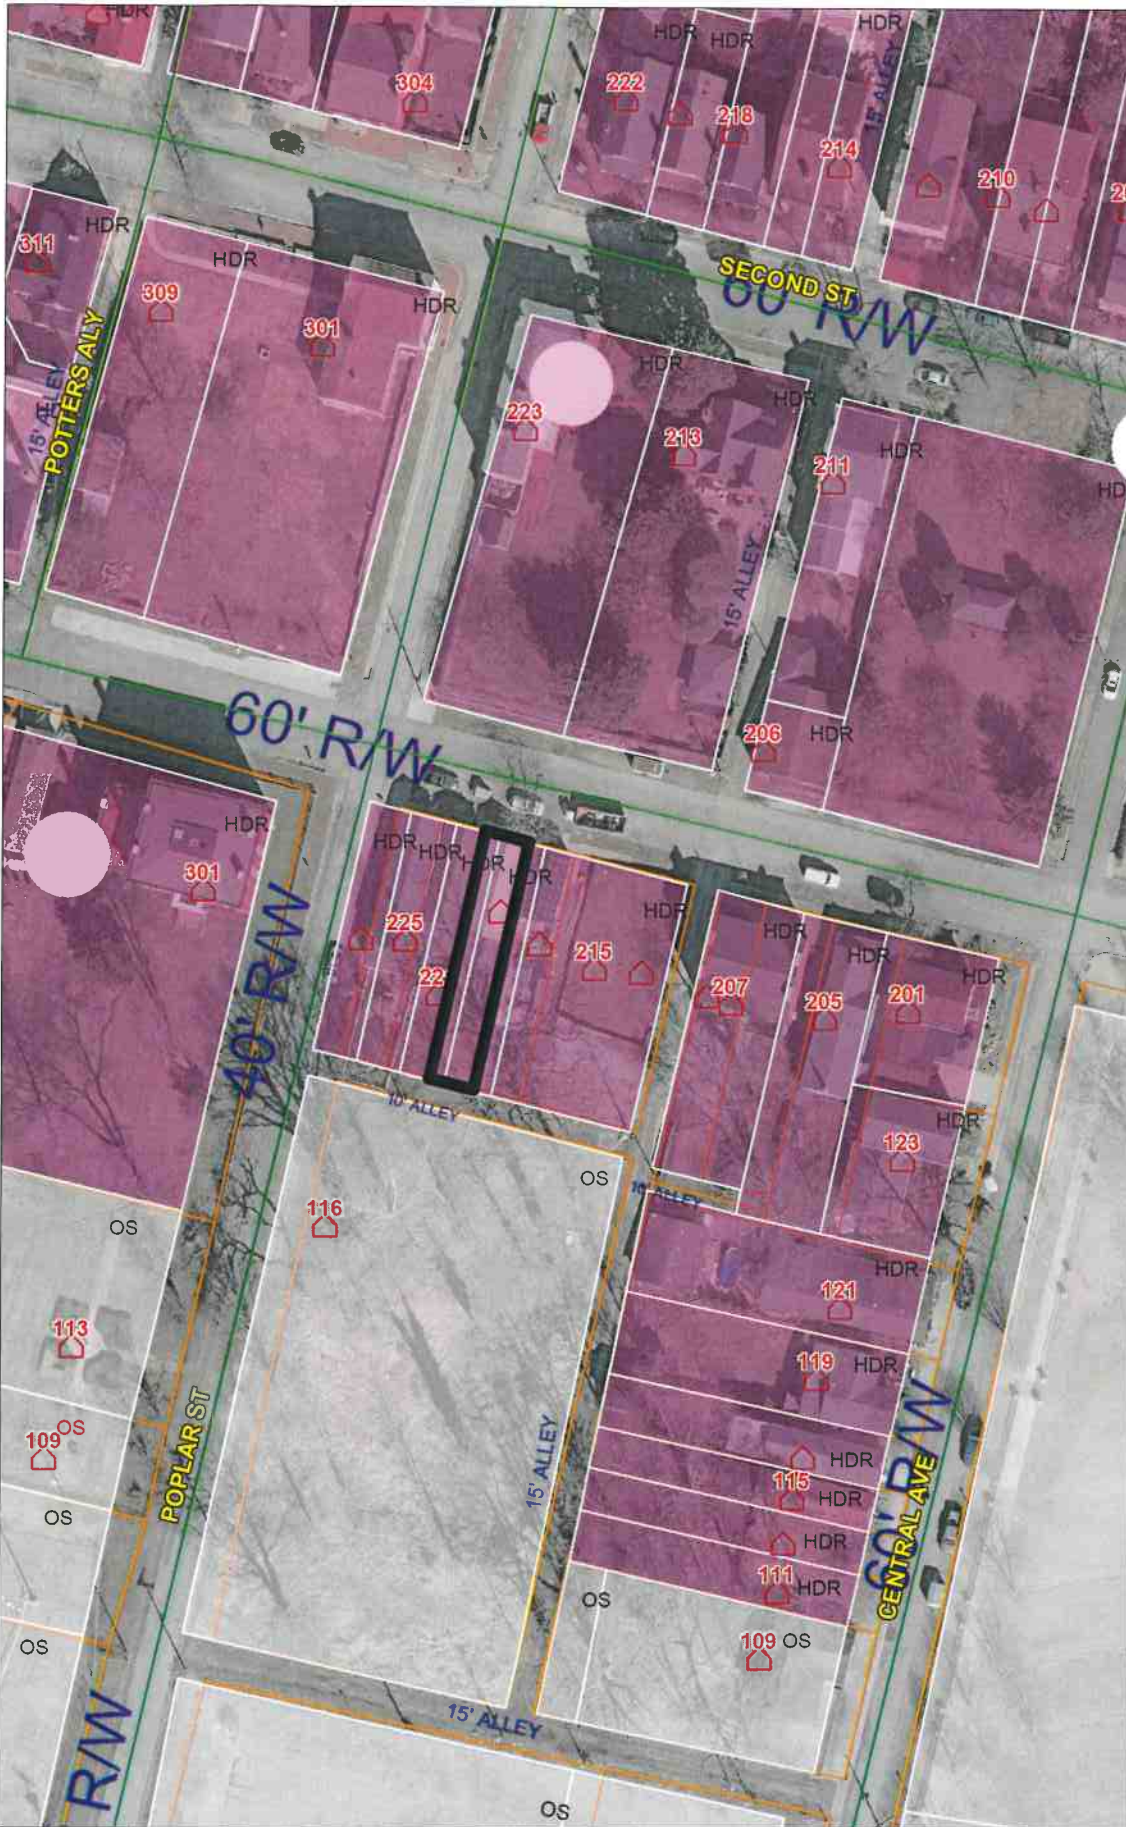 HDR
304
222
HDR
HDR
218
HDR
15' ALLEY
214
210
311
HDR
309
HDR
301
HDR
SECOND ST
60' R/W
POTTERS ALY
15' ALLEY
HDR
223
213
HDR
211
HDR
15' ALLEY
206
HDR
60' R/W
HDR
301
40' R/W
HDR
HDR
HDR
HDR
225
HDR
215
HDR
207
HDR
205
HDR
201
10' ALLEY
HDR
123
OS
10' ALLEY
116
OS
HDR
121
113
119
HDR
OS
109
HDR
115
HDR
OS
POPLAR ST
15' ALLEY
HDR
60' R/W
CENTRAL AVE
111
HDR
OS
109
OS
OS
R/W
15' ALLEY
OS